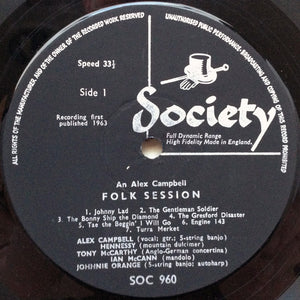 ALL RIGHTS OF THE MANUFACTURER AND OF THE OWNER OF THE RECORDED WORK RESERVED
UNAUTHORISED PUBLIC PERFORMANCE, BROADCASTING AND COPYING OF THIS RECORD PROHIBITED
Speed 33⅓
Side 1
Society
Recording first
published 1963
Full Dynamic Range
High Fidelity Made in England.
An Alex Campbell
FOLK SESSION
1. Johnny Lad 2. The Gentleman Soldier
3. The Bonny Ship the Diamond 4. The Gresford Disaster
5. Tae the Beggin' I Will Go 6. Engine 143
7. Turra Merket
ALEX CAMPBELL (vocal: gtr.: 5-string banjo)
HENNESSY (mountain dulcimer)
TONY McCARTHY (Anglo-German concertina)
IAN McCANN (mandolo)
JOHNNIE ORANGE (5-string banjo: autoharp)
SOC 960